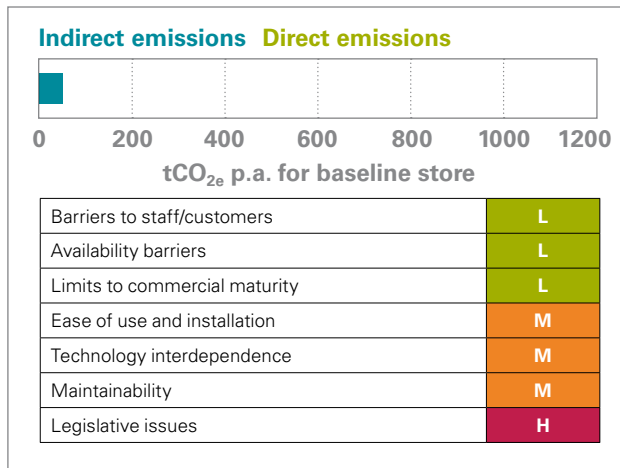 Indirect emissions Direct emissions
0 200 400 600 800 1000 1200
tCO2e p.a. for baseline store
Barriers to staff/customers L
Availability barriers L
Limits to commercial maturity L
Ease of use and installation M
Technology interdependence M
Maintainability M
Legislative issues H